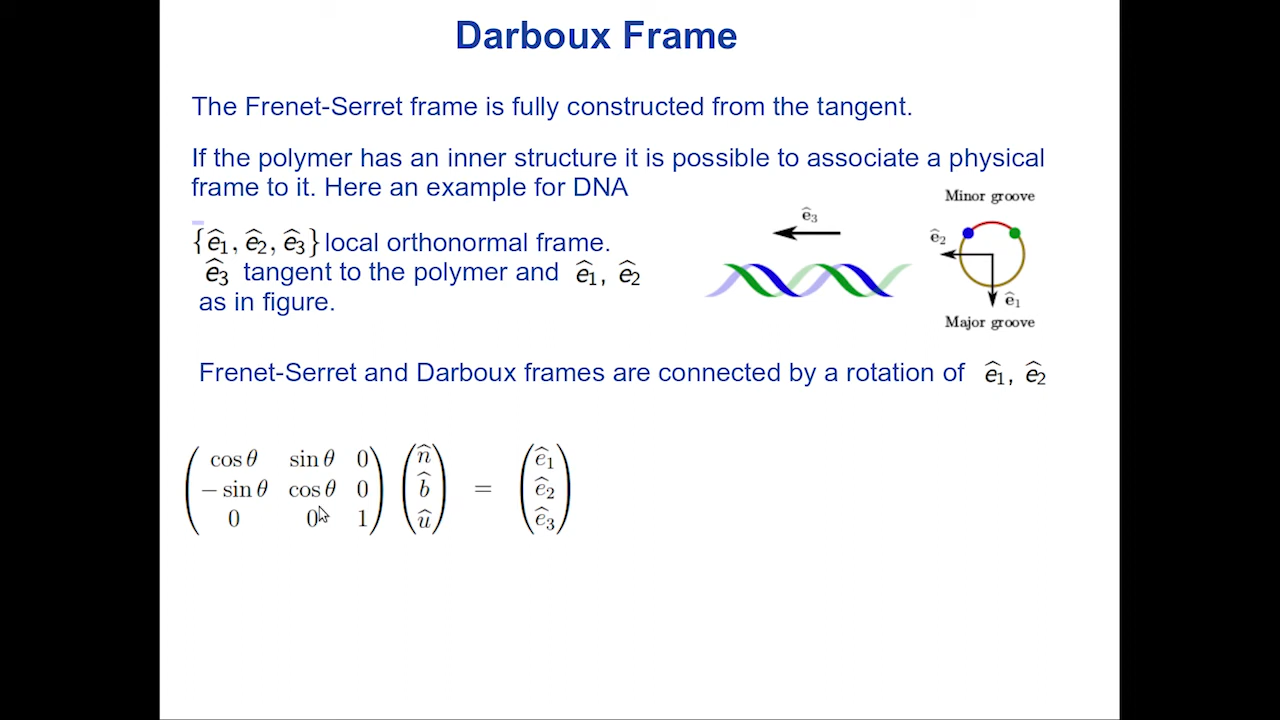 Darboux Frame
The Frenet-Serret frame is fully constructed from the tangent.
If the polymer has an inner structure it is possible to associate a physical
frame to it. Here an example for DNA
{ê₁, ê₂, ê₃} local orthonormal frame.
ê₃ tangent to the polymer and ê₁, ê₂
as in figure.
ê₃
Minor groove
ê₂
ê₁
Major groove
Frenet-Serret and Darboux frames are connected by a rotation of ê₁, ê₂
cos θ sin θ 0 n̂ ê₁
− sin θ cos θ 0 b̂ = ê₂
0 0 1 û ê₃